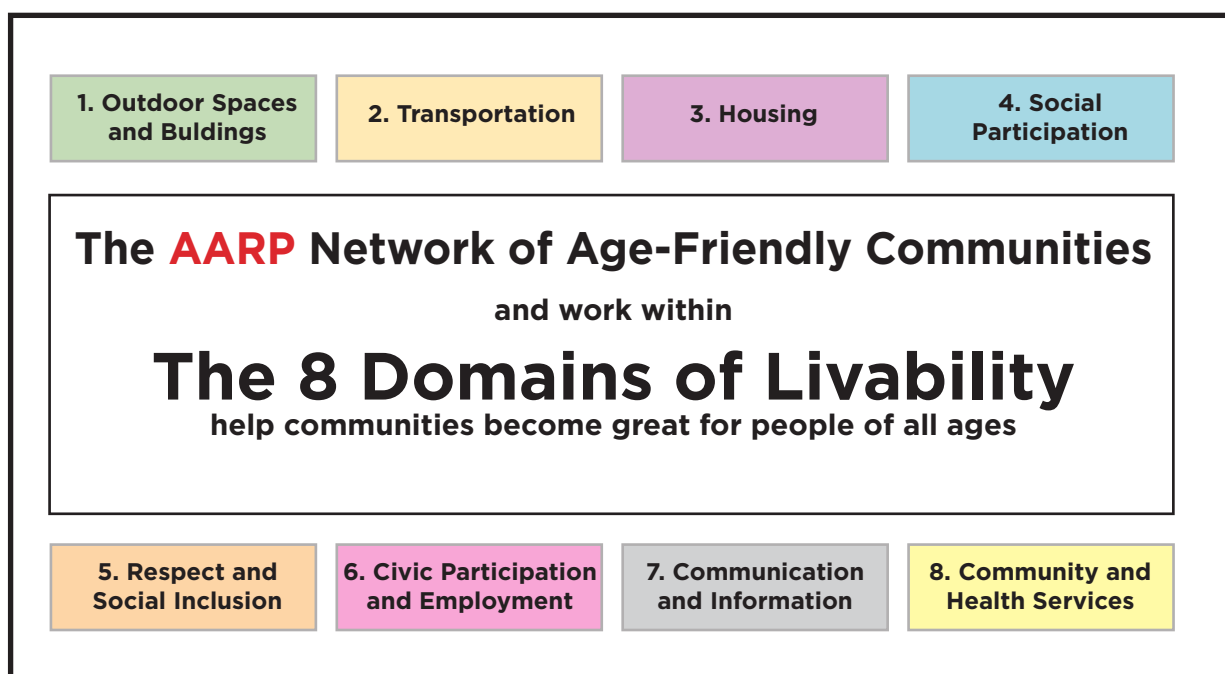 1. Outdoor Spaces
and Buldings
2. Transportation
3. Housing
4. Social
Participation
The AARP Network of Age-Friendly Communities
and work within
The 8 Domains of Livability
help communities become great for people of all ages
5. Respect and
Social Inclusion
6. Civic Participation
and Employment
7. Communication
and Information
8. Community and
Health Services